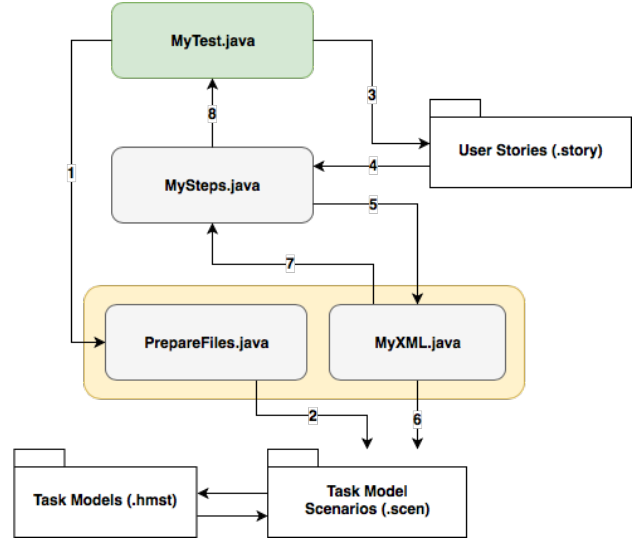 MyTest.java
3
8
User Stories (.story)
4
1
MySteps.java
5
7
PrepareFiles.java
MyXML.java
2
6
Task Models (.hmst)
Task Model
Scenarios (.scen)